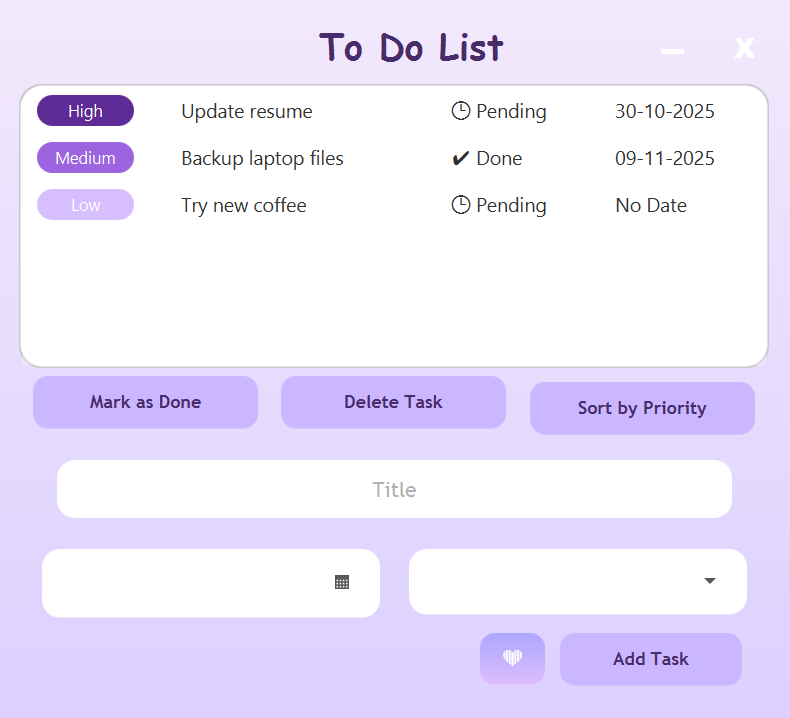 To Do List
X
High Update resume 🕒 Pending 30-10-2025
Medium Backup laptop files ✔ Done 09-11-2025
Low Try new coffee 🕒 Pending No Date
Mark as Done Delete Task Sort by Priority
Title
Add Task